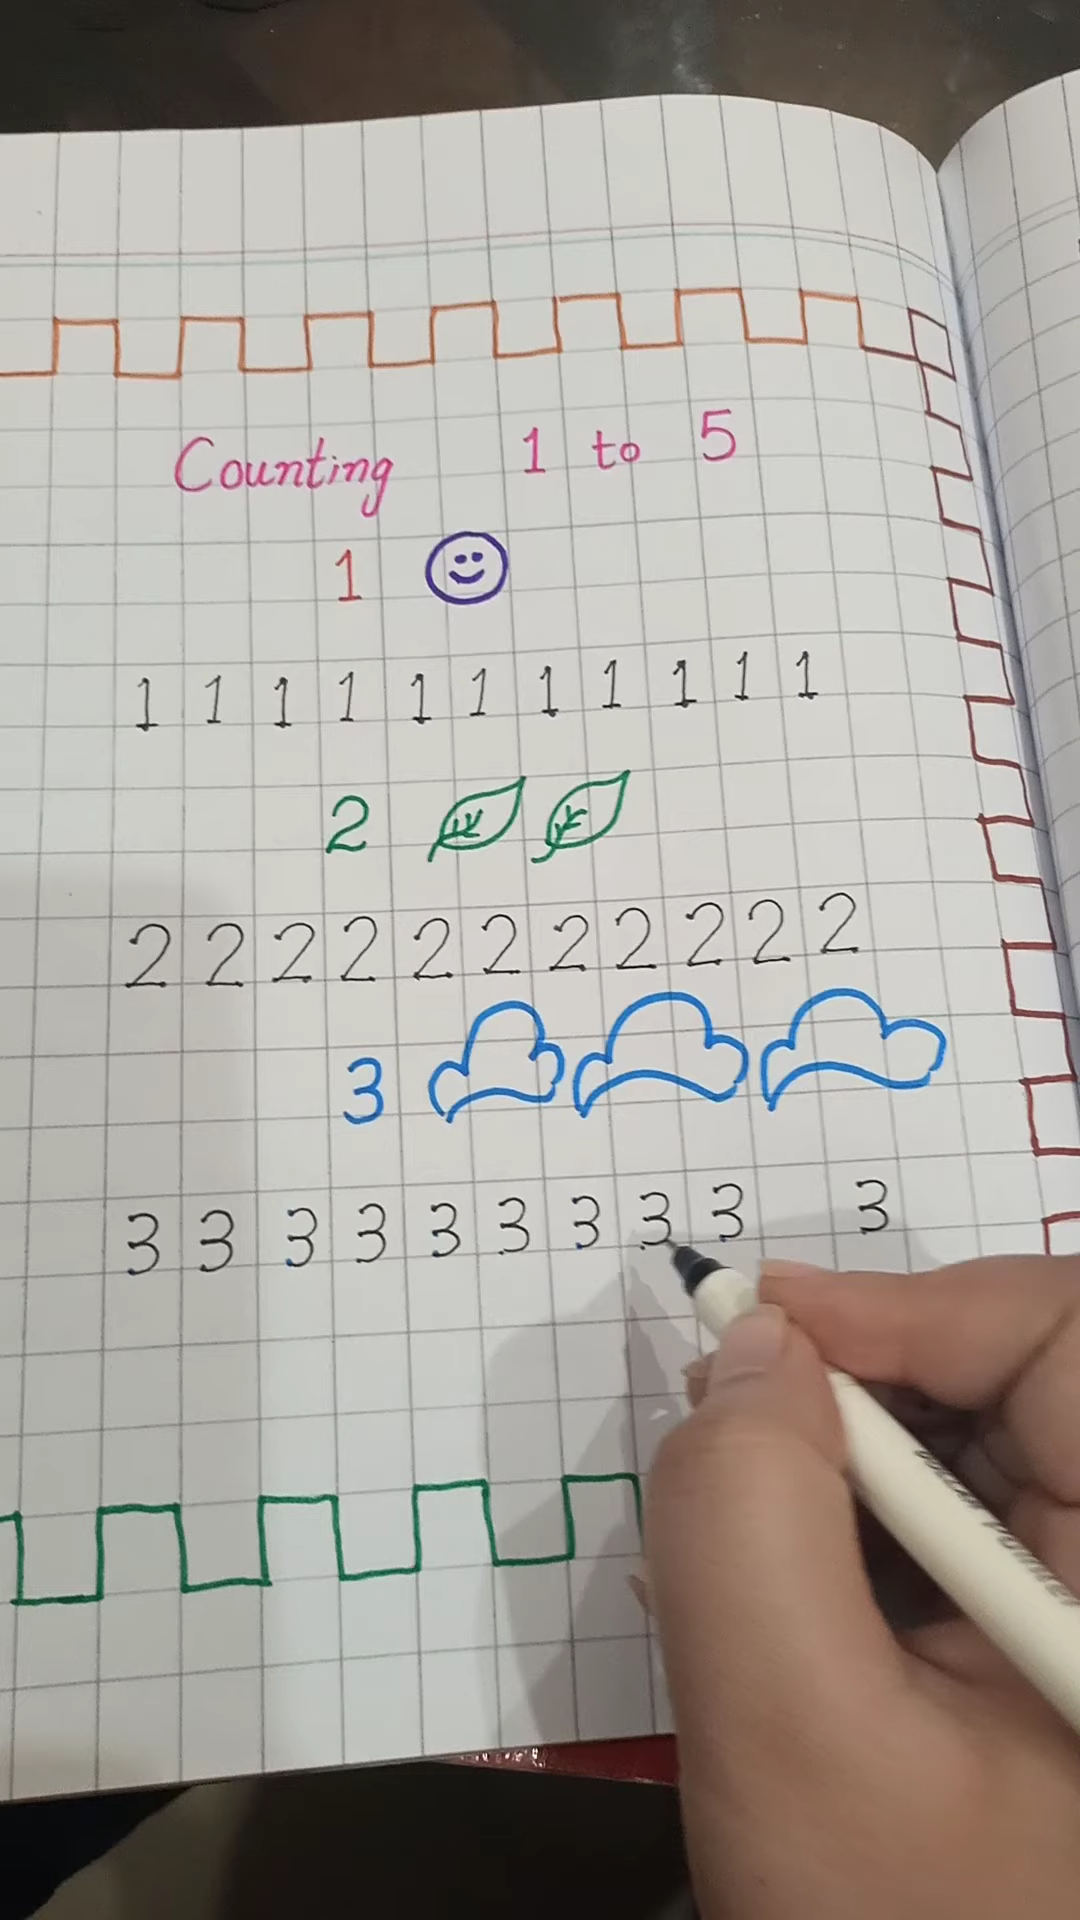 Counting 1 to 5
1
1 1 1 1 1 1 1 1 1 1 1
2
2 2 2 2 2 2 2 2 2 2 2
3
3 3 3 3 3 3 3 3 3 3